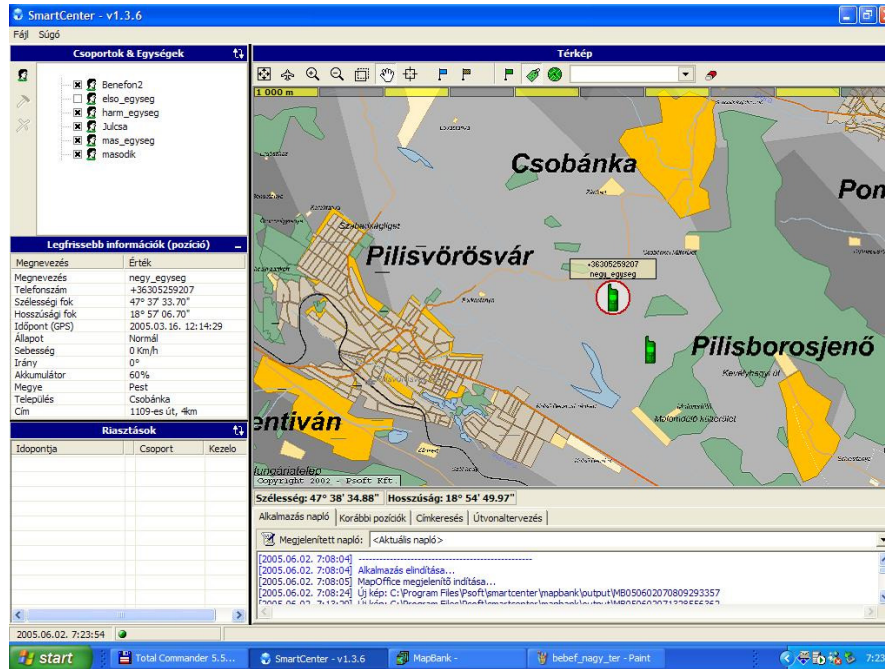 SmartCenter - v1.3.6
Fájl Súgó
Csoportok & Egységek
Benefon2
elso_egyseg
harm_egyseg
Julcsa
mas_egyseg
masodik
Legfrissebb információk (pozíció)
Megnevezés Érték
Megnevezés negy_egyseg
Telefonszám +36305259207
Szélességi fok 47° 37' 33.70"
Hosszúsági fok 18° 57' 06.70"
Időpont (GPS) 2005.03.16. 12:14:29
Állapot Normál
Sebesség 0 Km/h
Irány 0°
Akkumulátor 60%
Megye Pest
Település Csobánka
Cím 1109-es út, 4km
Riasztások
Idopontja Csoport Kezelo
Térkép
1 000 m
Csobánka
Pilisvörösvár
+36305259207
negy_egyseg
Pilisborosjenő
Kevélyhegyi út
entiván
Copyright 2002 - Psoft Kft.
Szélesség: 47° 38' 34.88" Hosszúság: 18° 54' 49.97"
Alkalmazás napló Korábbi pozíciók Címkeresés Útvonaltervezés
Megjelenített napló: <Aktuális napló>
[2005.06.02. 7:08:04] --------------------------------------------------
[2005.06.02. 7:08:04] Alkalmazás elindítása...
[2005.06.02. 7:08:05] MapOffice megjelenítő indítása...
[2005.06.02. 7:08:24] Új kép: C:\Program Files\Psoft\smartcenter\mapbank\output\MB050602070809293357
2005.06.02. 7:23:54
start Total Commander 5.5... SmartCenter - v1.3.6 MapBank - bebef_nagy_ter - Paint 7:23